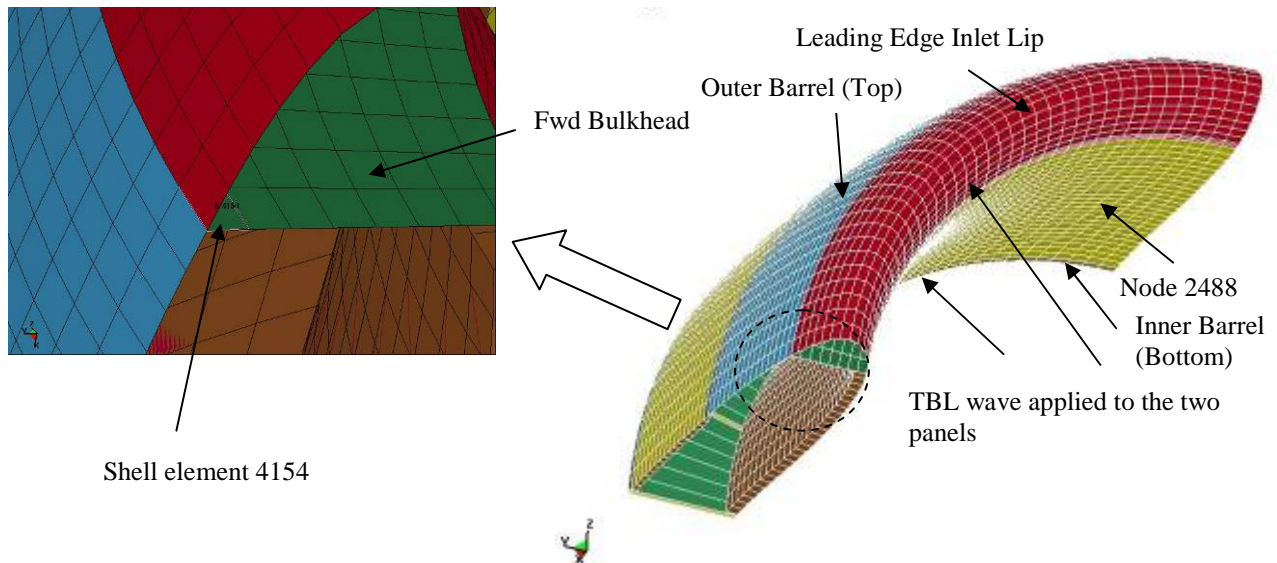 Leading Edge Inlet Lip
Outer Barrel (Top)
Fwd Bulkhead
4154
Node 2488
Inner Barrel
(Bottom)
TBL wave applied to the two
panels
Shell element 4154
Z
Y
X
Z
Y
X